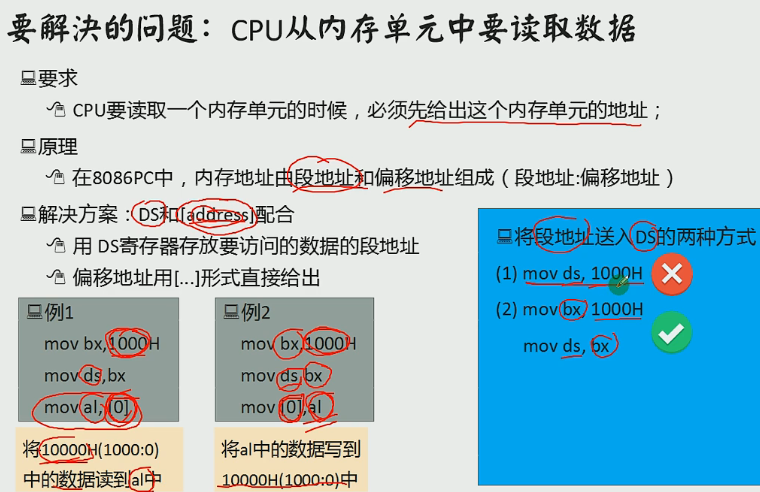 要解决的问题：CPU从内存单元中要读取数据
要求
CPU要读取一个内存单元的时候，必须先给出这个内存单元的地址；
原理
在8086PC中，内存地址由段地址和偏移地址组成（段地址:偏移地址）
解决方案：DS和[address]配合
用 DS寄存器存放要访问的数据的段地址
偏移地址用[...]形式直接给出
例1
mov bx,1000H
mov ds,bx
mov al,[0]
将10000H(1000:0)
中的数据读到al中
例2
mov bx,1000H
mov ds,bx
mov [0],al
将al中的数据写到
10000H(1000:0)中
将段地址送入DS的两种方式
(1) mov ds, 1000H
(2) mov bx, 1000H
mov ds, bx